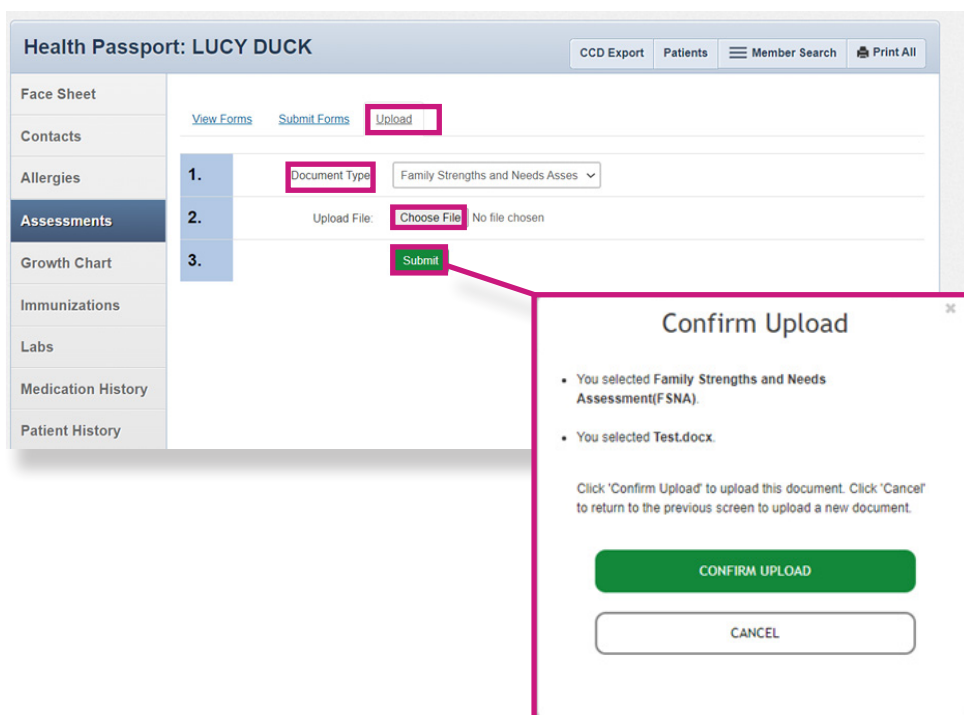 Health Passport: LUCY DUCK
CCD Export Patients Member Search Print All
Face Sheet
Contacts
Allergies
Assessments
Growth Chart
Immunizations
Labs
Medication History
Patient History
View Forms Submit Forms Upload
1. Document Type Family Strengths and Needs Asses
2. Upload File: Choose File No file chosen
3. Submit
Confirm Upload
• You selected Family Strengths and Needs
Assessment(FSNA).
• You selected Test.docx.
Click 'Confirm Upload' to upload this document. Click 'Cancel'
to return to the previous screen to upload a new document.
CONFIRM UPLOAD
CANCEL